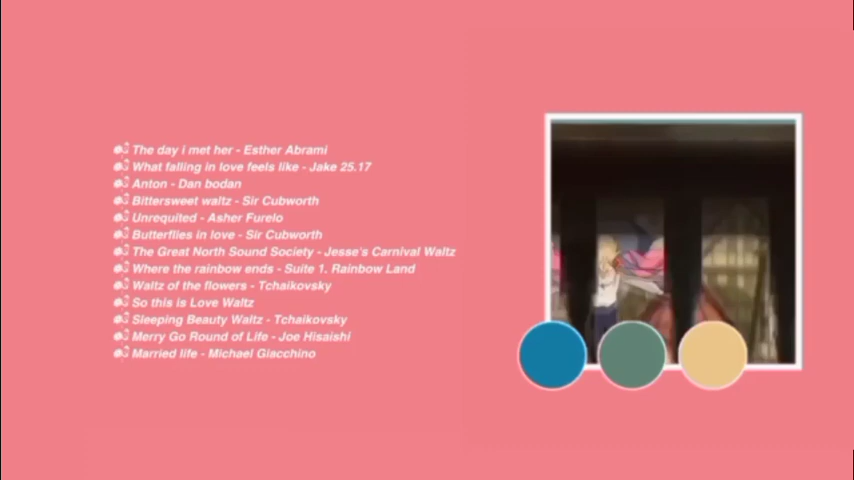 The day i met her - Esther Abrami
What falling in love feels like - Jake 25.17
Anton - Dan bodan
Bittersweet waltz - Sir Cubworth
Unrequited - Asher Furelo
Butterflies in love - Sir Cubworth
The Great North Sound Society - Jesse's Carnival Waltz
Where the rainbow ends - Suite 1. Rainbow Land
Waltz of the flowers - Tchaikovsky
So this is Love Waltz
Sleeping Beauty Waltz - Tchaikovsky
Merry Go Round of Life - Joe Hisaishi
Married life - Michael Giacchino